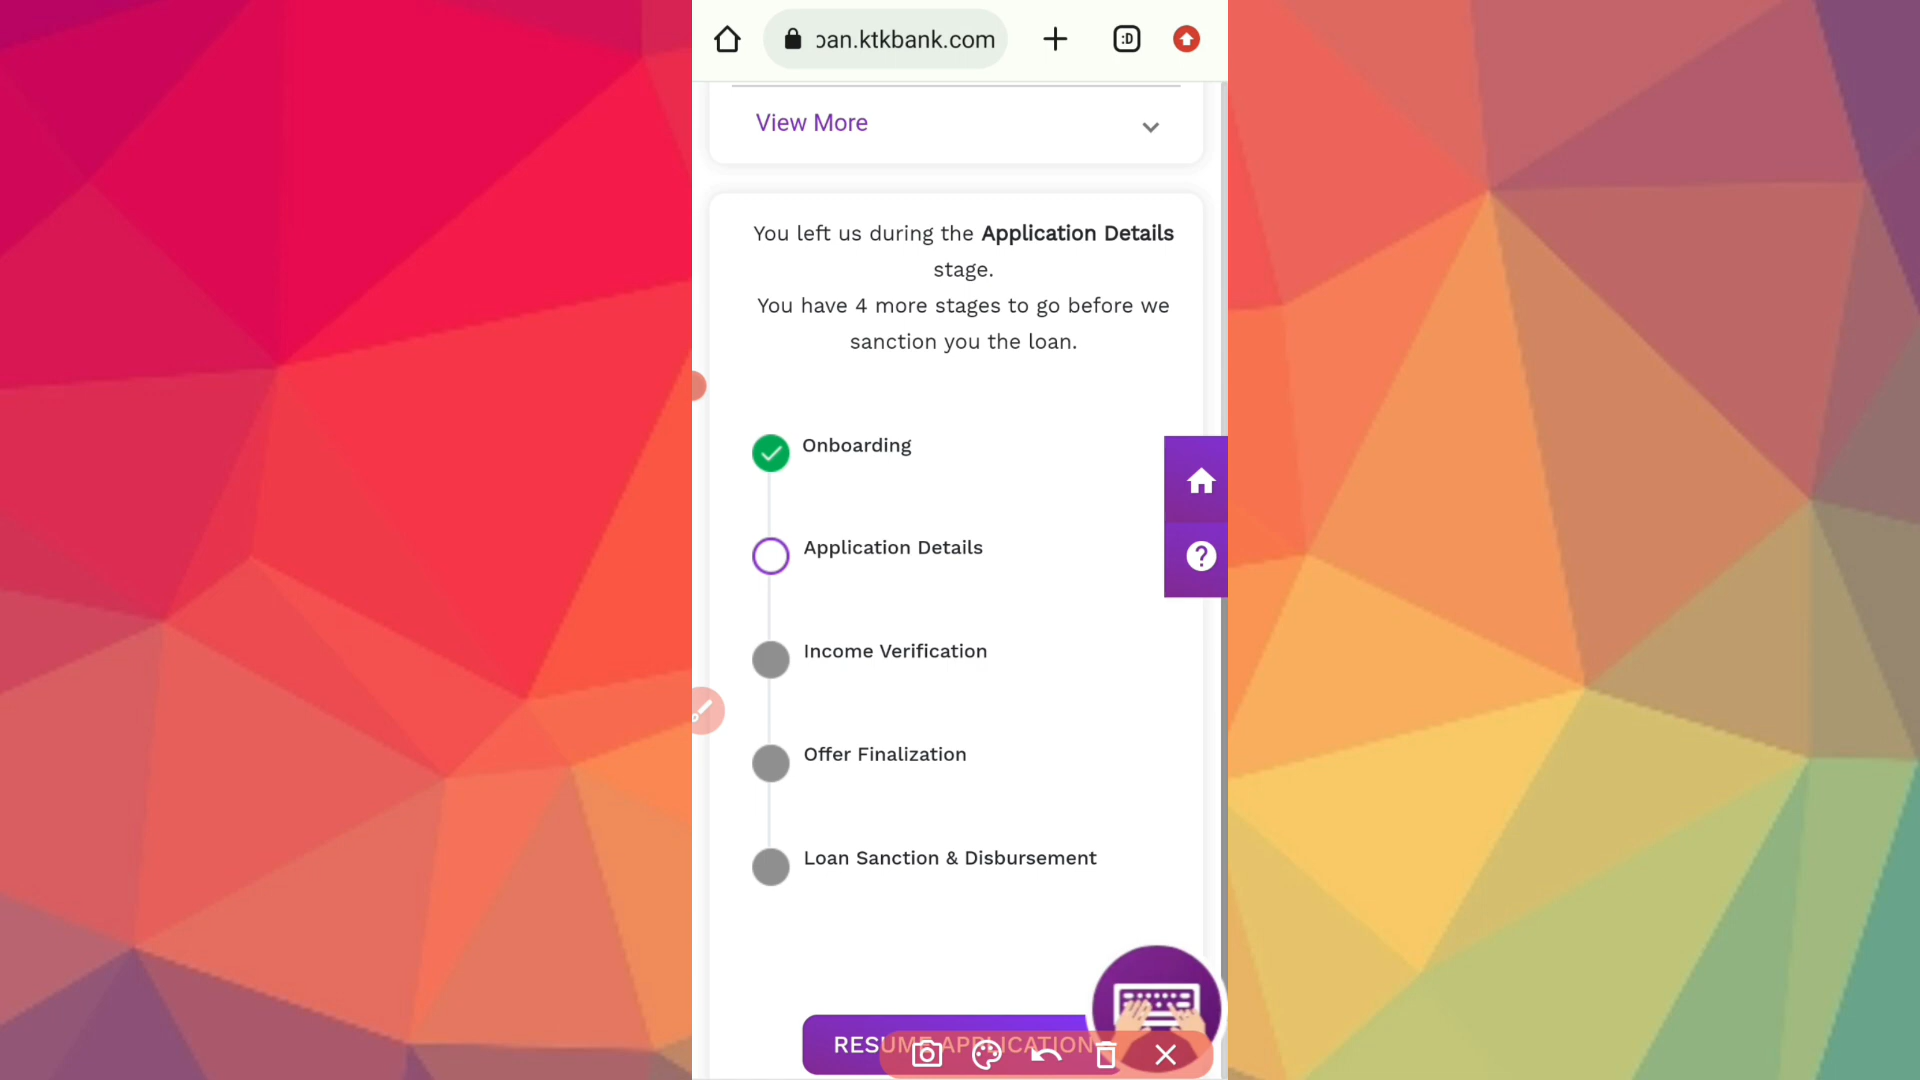 oan.ktkbank.com
:D
View More
You left us during the Application Details
stage.
You have 4 more stages to go before we
sanction you the loan.
Onboarding
Application Details
Income Verification
Offer Finalization
Loan Sanction & Disbursement
RESUME APPLICATION